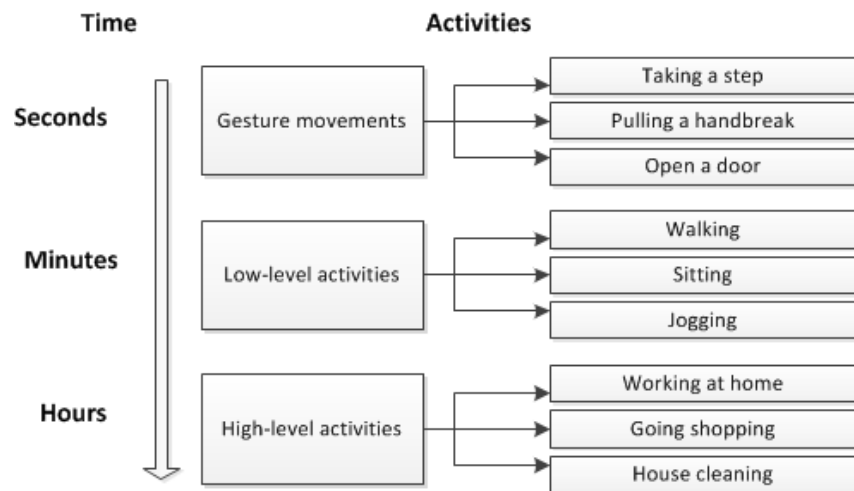 Time
Activities
Seconds
Gesture movements
Taking a step
Pulling a handbreak
Open a door
Minutes
Low-level activities
Walking
Sitting
Jogging
Hours
High-level activities
Working at home
Going shopping
House cleaning